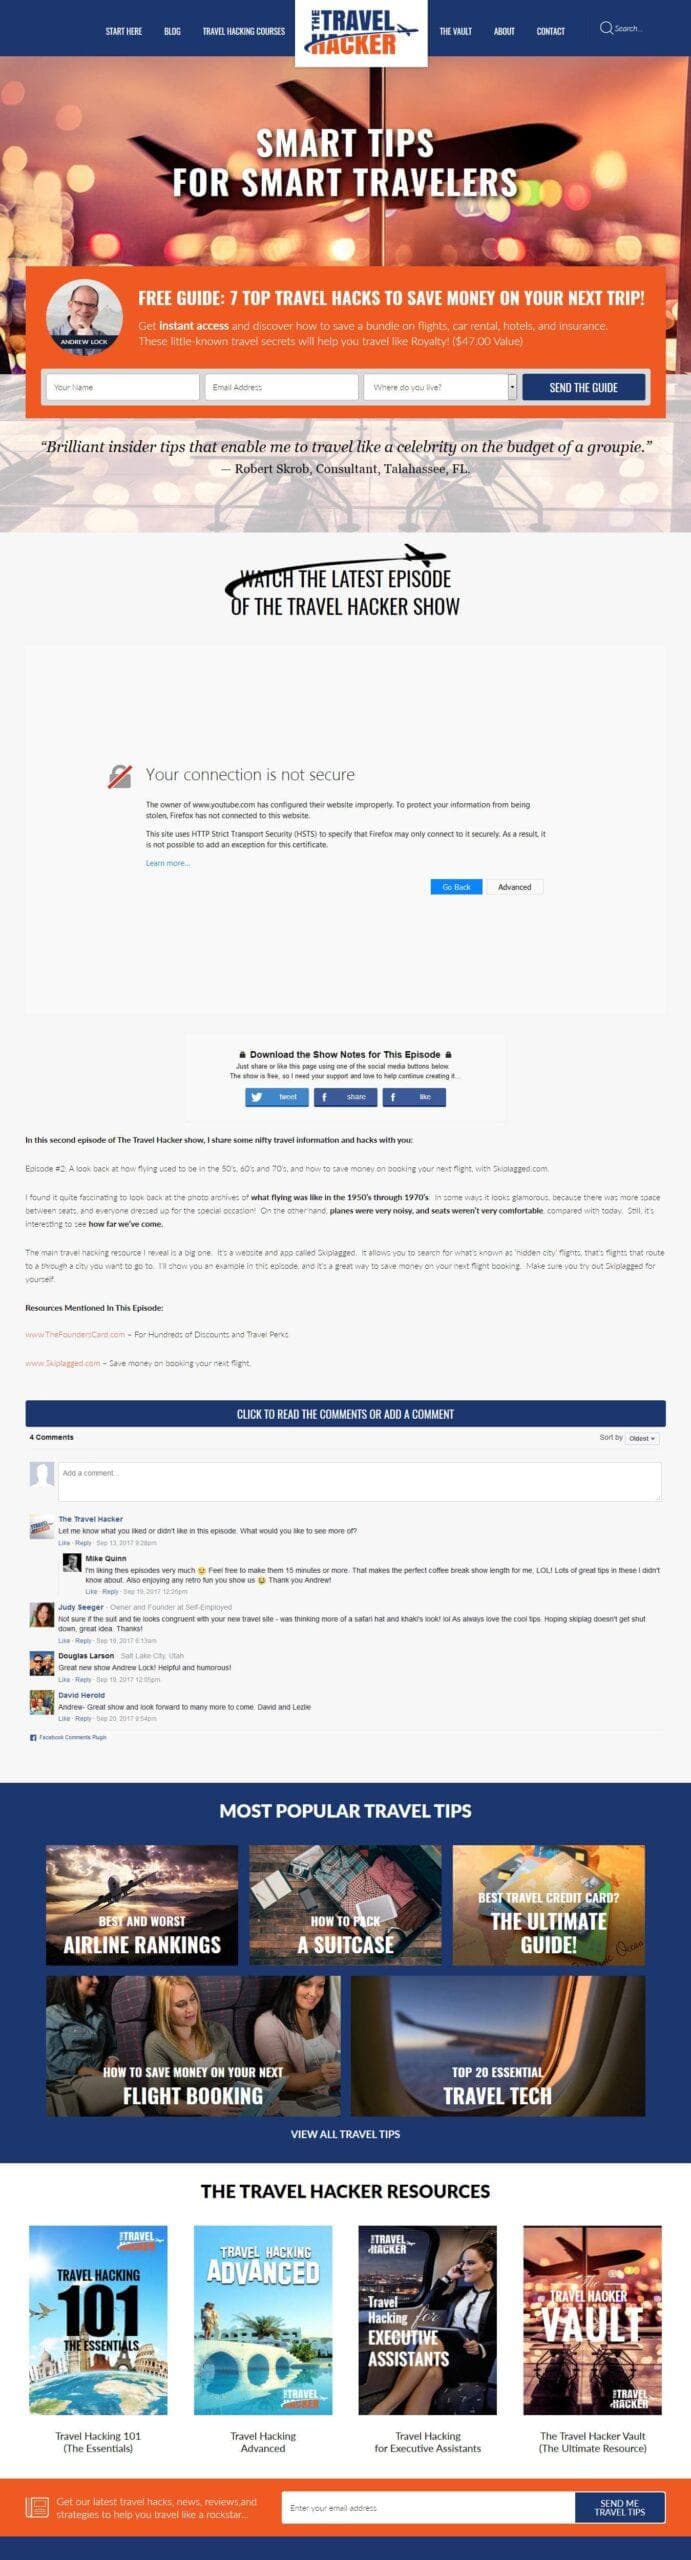 START HERE
BLOG
TRAVEL HACKING COURSES
THE TRAVEL HACKER
THE VAULT
ABOUT
CONTACT
Search...
SMART TIPS
FOR SMART TRAVELERS
ANDREW LOCK
FREE GUIDE: 7 TOP TRAVEL HACKS TO SAVE MONEY ON YOUR NEXT TRIP!
Get instant access and discover how to save a bundle on flights, car rental, hotels, and insurance.
These little-known travel secrets will help you travel like Royalty! ($47.00 Value)
Your Name
Email Address
Where do you live?
SEND THE GUIDE
“Brilliant insider tips that enable me to travel like a celebrity on the budget of a groupie.”
— Robert Skrob, Consultant, Talahassee, FL.
WATCH THE LATEST EPISODE
OF THE TRAVEL HACKER SHOW
Your connection is not secure
The owner of www.youtube.com has configured their website improperly. To protect your information from being
stolen, Firefox has not connected to this website.
This site uses HTTP Strict Transport Security (HSTS) to specify that Firefox may only connect to it securely. As a result, it
is not possible to add an exception for this certificate.
Learn more...
Go Back
Advanced
Download the Show Notes for This Episode
Just share or like this page using one of the social media buttons below.
The show is free, so I need your support and love to help continue creating it...
tweet
share
like
In this second episode of The Travel Hacker show, I share some nifty travel information and hacks with you:
Episode #2: A look back at how flying used to be in the 50's, 60's and 70's, and how to save money on booking your next flight, with Skiplagged.com.
I found it quite fascinating to look back at the photo archives of what flying was like in the 1950's through 1970's. In some ways it looks glamorous, because there was more space
between seats, and everyone dressed up for the special occasion! On the other hand, planes were very noisy, and seats weren't very comfortable, compared with today. Still, it's
interesting to see how far we've come.
The main travel hacking resource I reveal is a big one. It's a website and app called Skiplagged. It allows you to search for what's known as 'hidden city' flights, that's flights that route
to a through a city you want to go to. I'll show you an example in this episode, and it's a great way to save money on your next flight booking. Make sure you try out Skiplagged for
yourself.
Resources Mentioned In This Episode:
www.TheFoundersCard.com – For Hundreds of Discounts and Travel Perks
www.Skiplagged.com – Save money on booking your next flight.
CLICK TO READ THE COMMENTS OR ADD A COMMENT
4 Comments
Sort by Oldest
Add a comment...
The Travel Hacker
Let me know what you liked or didn't like in this episode. What would you like to see more of?
Like · Reply · Sep 13, 2017 9:28pm
Mike Quinn
I'm liking thes episodes very much 🙂 Feel free to make them 15 minutes or more. That makes the perfect coffee break show length for me, LOL! Lots of great tips in these I didn't
know about. Also enjoying any retro fun you show us 😂 Thank you Andrew!
Like · Reply · Sep 19, 2017 12:26pm
Judy Seeger · Owner and Founder at Self-Employed
Not sure if the suit and tie looks congruent with your new travel site - was thinking more of a safari hat and khaki's look! lol As always love the cool tips. Hoping skiplag doesn't get shut
down, great idea. Thanks!
Like · Reply · Sep 19, 2017 6:13am
Douglas Larson · Salt Lake City, Utah
Great new show Andrew Lock! Helpful and humorous!
Like · Reply · Sep 19, 2017 12:05pm
David Herold
Andrew- Great show and look forward to many more to come. David and Lezlie
Like · Reply · Sep 20, 2017 9:54pm
Facebook Comments Plugin
MOST POPULAR TRAVEL TIPS
BEST AND WORST
AIRLINE RANKINGS
HOW TO PACK
A SUITCASE
BEST TRAVEL CREDIT CARD?
THE ULTIMATE
GUIDE!
HOW TO SAVE MONEY ON YOUR NEXT
FLIGHT BOOKING
TOP 20 ESSENTIAL
TRAVEL TECH
VIEW ALL TRAVEL TIPS
THE TRAVEL HACKER RESOURCES
THE TRAVEL HACKER
TRAVEL HACKING
101
THE ESSENTIALS
TRAVEL HACKING
ADVANCED
THE TRAVEL HACKER
THE TRAVEL HACKER
Travel
Hacking for
EXECUTIVE
ASSISTANTS
The
TRAVEL HACKER
VAULT
THE TRAVEL HACKER
Travel Hacking 101
(The Essentials)
Travel Hacking
Advanced
Travel Hacking
for Executive Assistants
The Travel Hacker Vault
(The Ultimate Resource)
Get our latest travel hacks, news, reviews,and
strategies to help you travel like a rockstar...
Enter your email address
SEND ME
TRAVEL TIPS